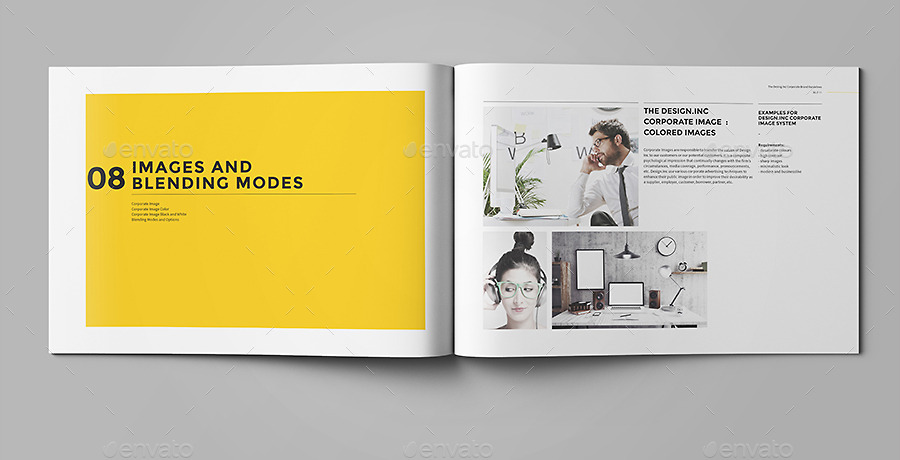 08 IMAGES AND
BLENDING MODES
Corporate Image
Corporate Image Color
Corporate Image Black and White
Blending Modes and Options
The Desing.Inc Corporate Brand Guidelines
THE DESIGN.INC
CORPORATE IMAGE :
COLORED IMAGES
Corporate Images are responsible to transfer the values of Design.
Inc. to our customers or our potential customers. It is a composite
psychological impression that continually changes with the firm's
circumstances, media coverage, performance, pronouncements,
etc. Design.Inc use various corporate advertising techniques to
enhance their public image in order to improve their desirability as
a supplier, employer, customer, borrower, partner, etc.
EXAMPLES FOR
DESIGN.INC CORPORATE
IMAGE SYSTEM
-
Requirements:
- desaturate colours
- high contrast
- sharp images
- minimalistic look
- modern and businesslike
B
W W
envato
envato
envato
envato
envato
envato